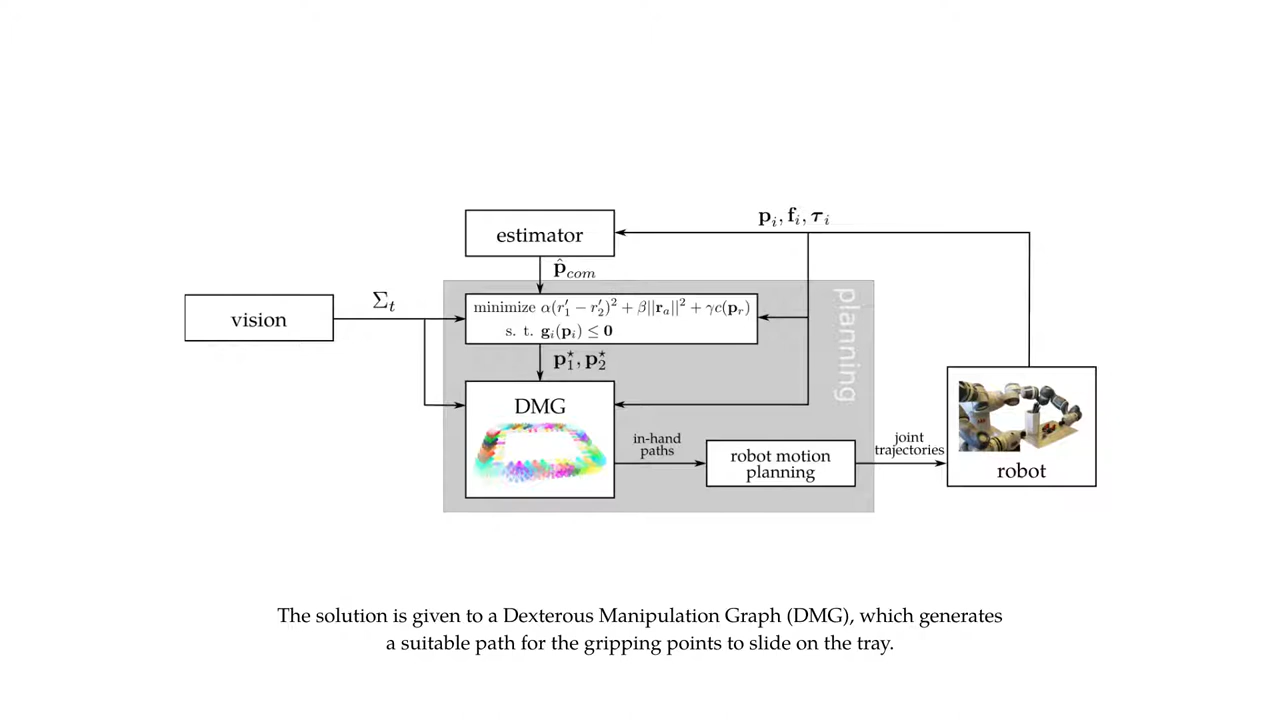 p_i, f_i, τ_i
estimator
p̂_com
planning
Σ_t
vision
minimize α(r′_1 − r′_2)² + β||r_a||² + γc(p_r)
s. t. g_i(p_i) ≤ 0
p*_1, p*_2
DMG
in-hand
paths
robot motion
planning
joint
trajectories
robot
The solution is given to a Dexterous Manipulation Graph (DMG), which generates
a suitable path for the gripping points to slide on the tray.